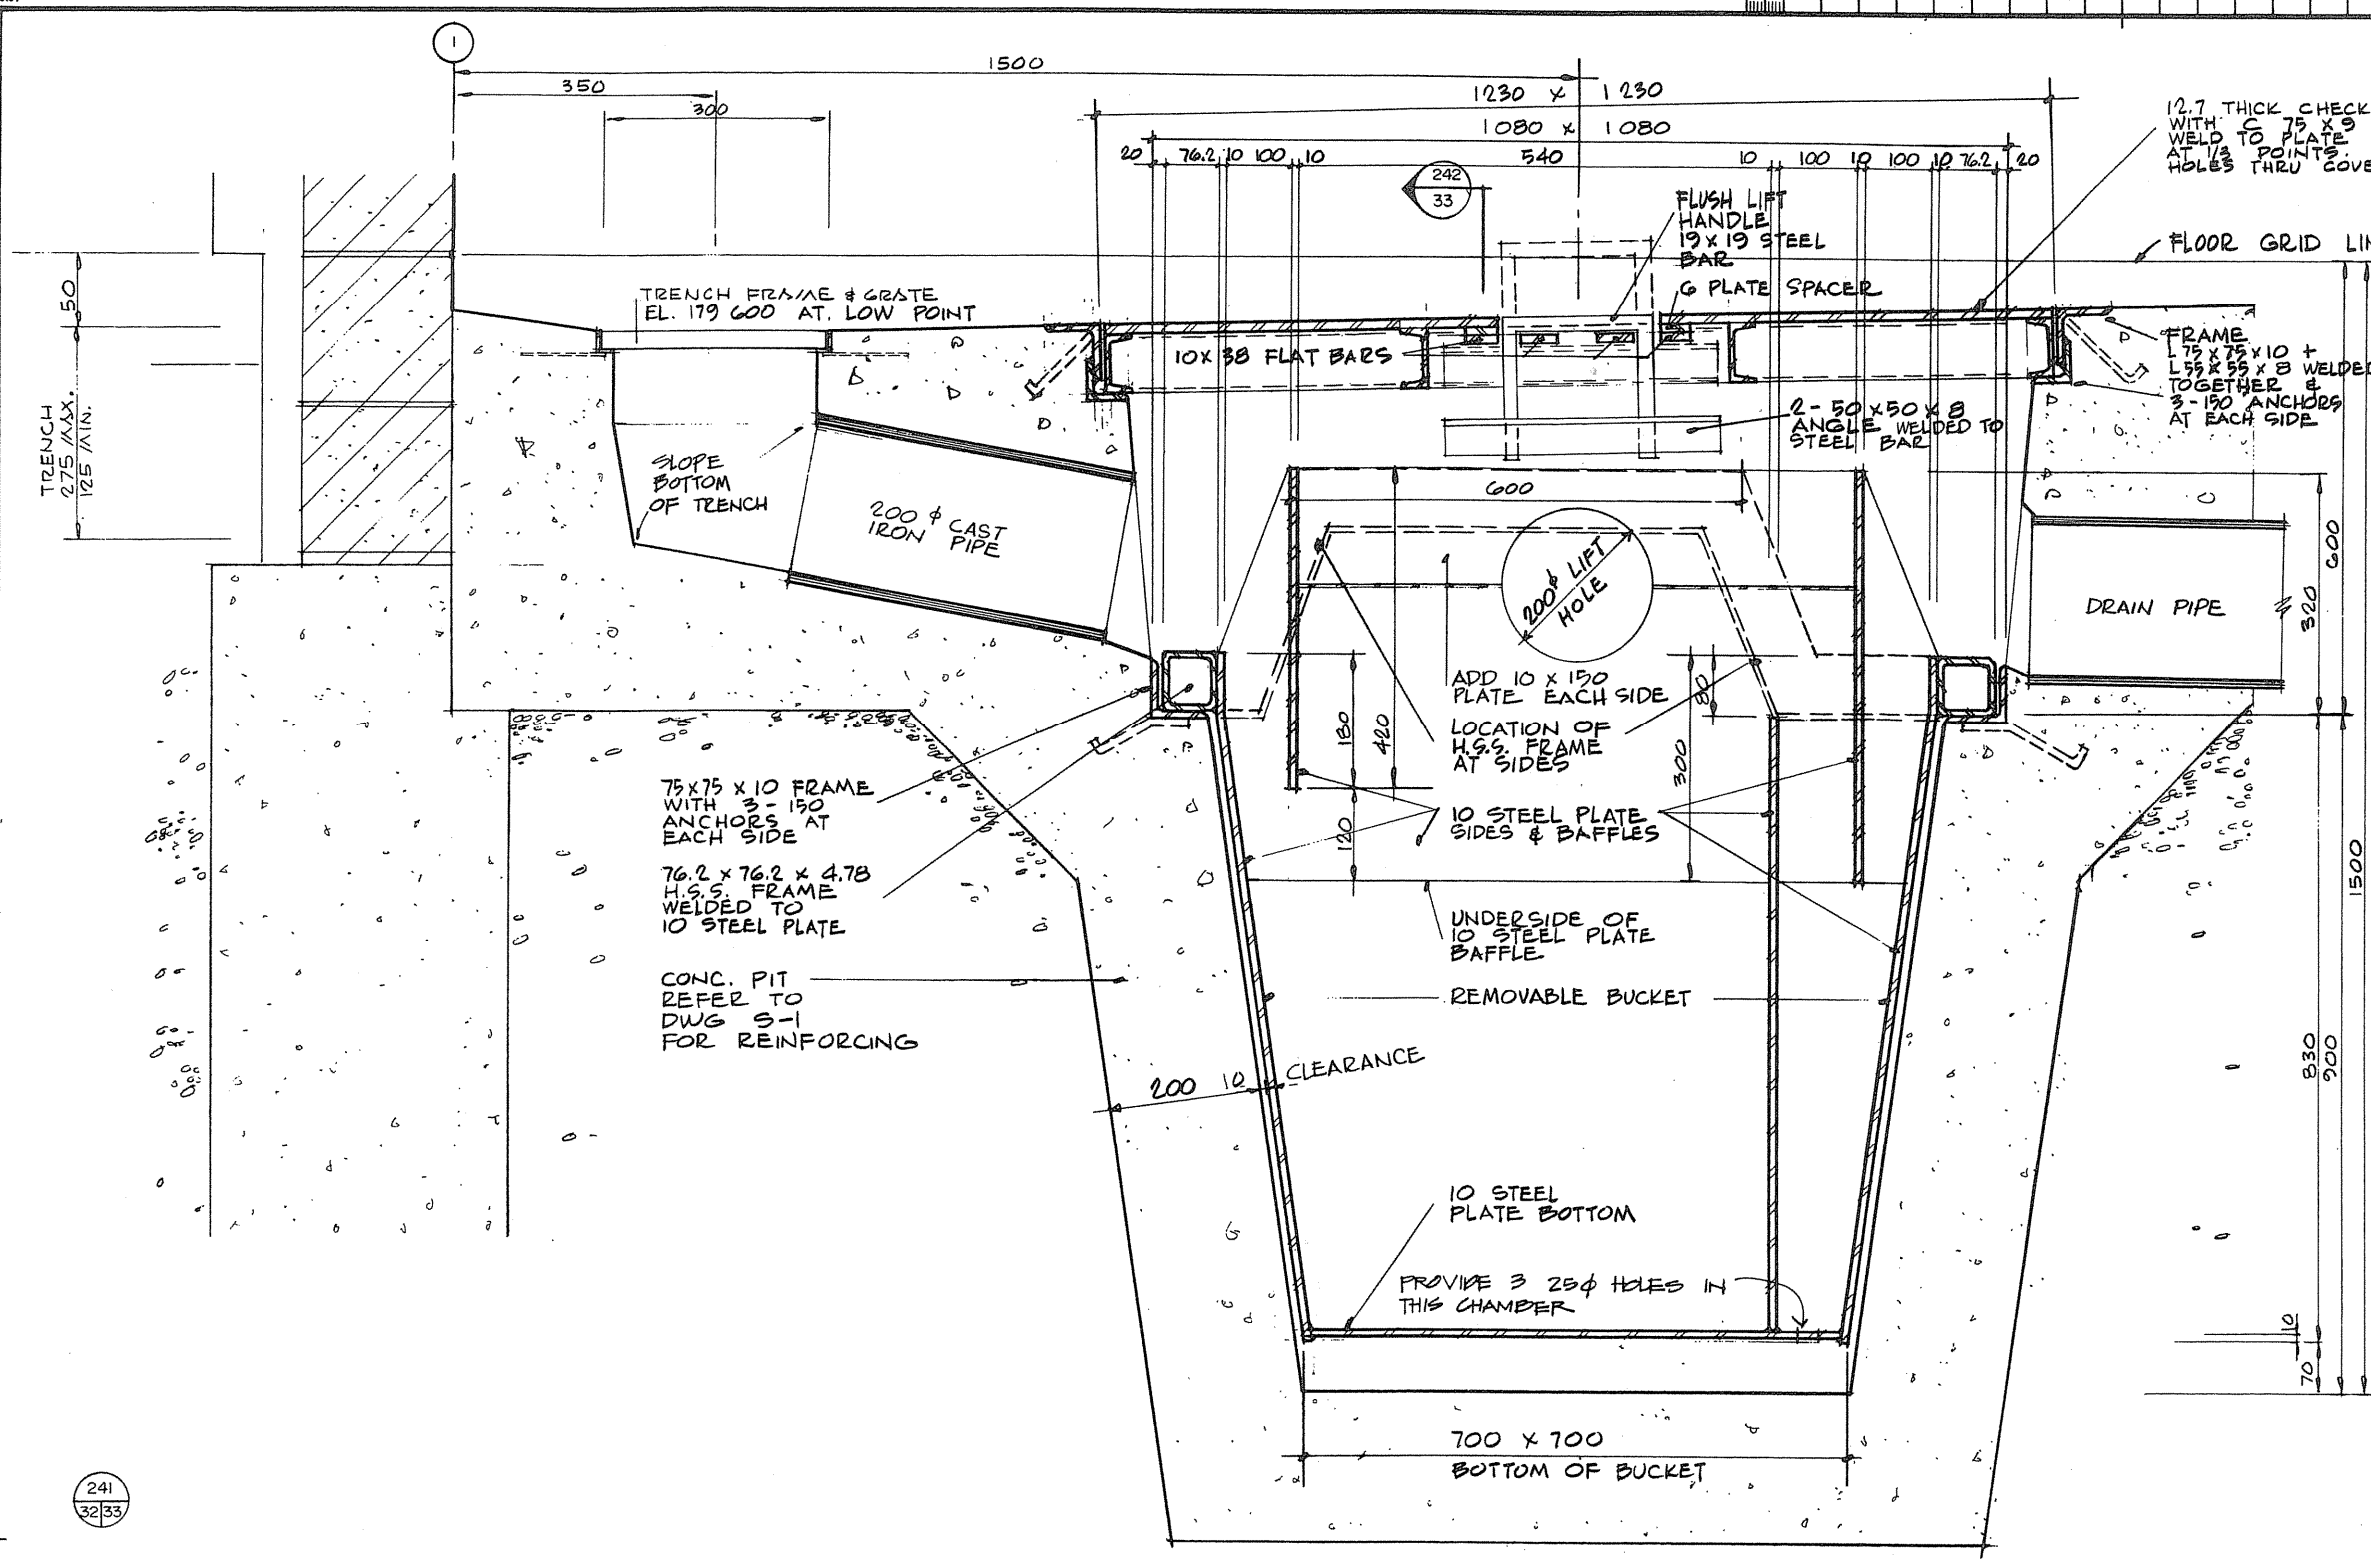 1
1500
350
300
1230 x 1230
1080 x 1080
20 76.2 10 100 10 540 10 100 10 100 10 76.2 20
242
33
12.7 THICK CHECK
WITH C 75 X 9
WELD TO PLATE
AT 1/3 POINTS.
HOLES THRU COVE
FLUSH LIFT
HANDLE
19 X 19 STEEL
BAR
6 PLATE SPACER
FLOOR GRID LIN
TRENCH FRAME & GRATE
EL. 179 600 AT. LOW POINT
150
10 X 38 FLAT BARS
FRAME
L 75 X 75 X 10 +
L 55 X 55 X 8 WELDED
TOGETHER &
3-150 ANCHORS
AT EACH SIDE
TRENCH
275 MAX.
125 MIN.
2-50 X 50 X 8
ANGLE WELDED TO
STEEL BAR
SLOPE
BOTTOM
OF TRENCH
200 φ CAST
IRON PIPE
600
200φ LIFT
HOLE
DRAIN PIPE
320
600
ADD 10 X 150
PLATE EACH SIDE
80
LOCATION OF
H.S.S. FRAME
AT SIDES
180
420
300
120
75X75 X 10 FRAME
WITH 3-150
ANCHORS AT
EACH SIDE
10 STEEL PLATE
SIDES & BAFFLES
76.2 X 76.2 X 4.78
H.S.S. FRAME
WELDED TO
10 STEEL PLATE
UNDERSIDE OF
10 STEEL PLATE
BAFFLE
1500
CONC. PIT
REFER TO
DWG S-1
FOR REINFORCING
REMOVABLE BUCKET
200 10 CLEARANCE
830
900
10 STEEL
PLATE BOTTOM
PROVIDE 3 25φ HOLES IN
THIS CHAMBER
10
70
700 X 700
BOTTOM OF BUCKET
241
32 33